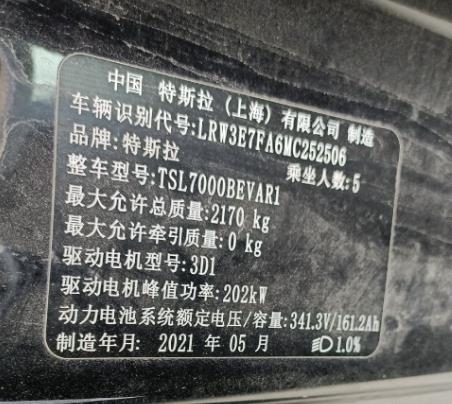 中国 特斯拉（上海）有限公司 制造
车辆识别代号:LRW3E7FA6MC252506
品牌:特斯拉 乘坐人数:5
整车型号:TSL7000BEVAR1
最大允许总质量:2170 kg
最大允许牵引质量:0 kg
驱动电机型号:3D1
驱动电机峰值功率:202kW
动力电池系统额定电压/容量:341.3V/161.2Ah
制造年月: 2021 年 05 月 1.0%